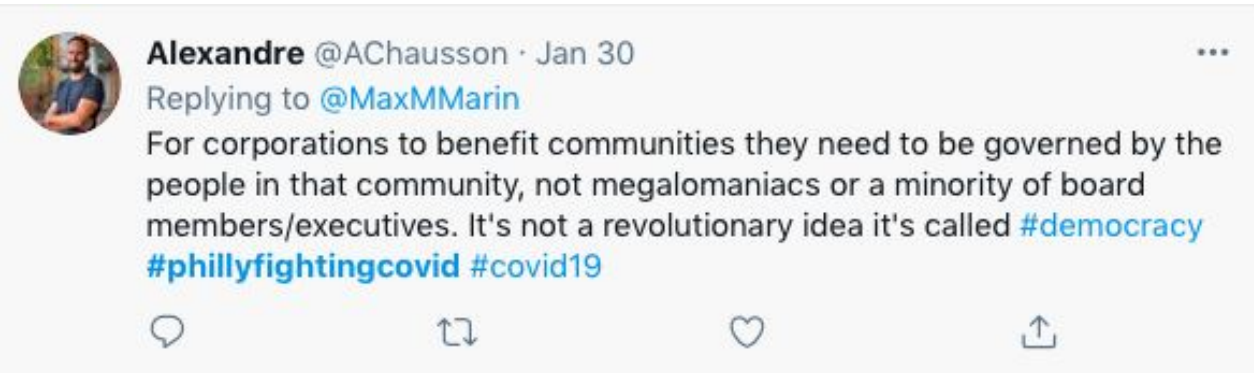 Alexandre @AChausson · Jan 30
Replying to @MaxMMarin
For corporations to benefit communities they need to be governed by the
people in that community, not megalomaniacs or a minority of board
members/executives. It's not a revolutionary idea it's called #democracy
#phillyfightingcovid #covid19